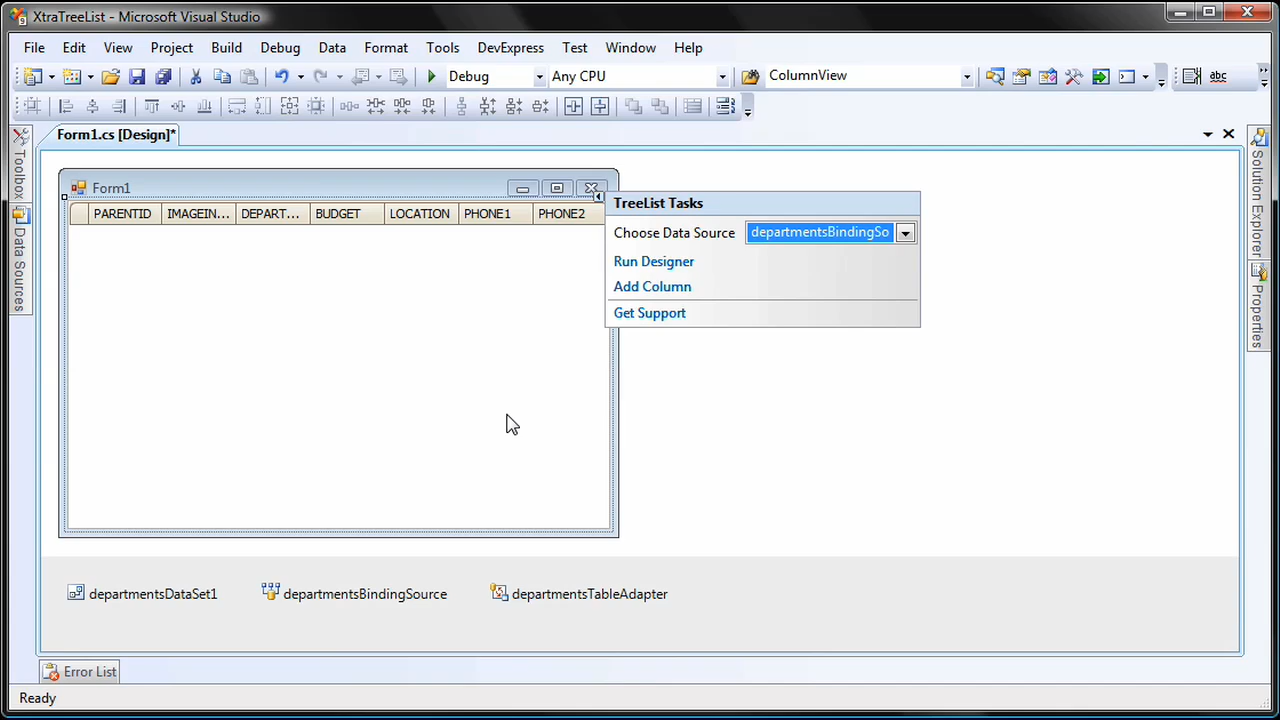 XtraTreeList - Microsoft Visual Studio
File Edit View Project Build Debug Data Format Tools DevExpress Test Window Help
Debug Any CPU ColumnView abc
Form1.cs [Design]*
Toolbox
Data Sources
Solution Explorer
Properties
Form1
PARENTID IMAGEIN... DEPART... BUDGET LOCATION PHONE1 PHONE2
TreeList Tasks
Choose Data Source departmentsBindingSo
Run Designer
Add Column
Get Support
departmentsDataSet1 departmentsBindingSource departmentsTableAdapter
Error List
Ready